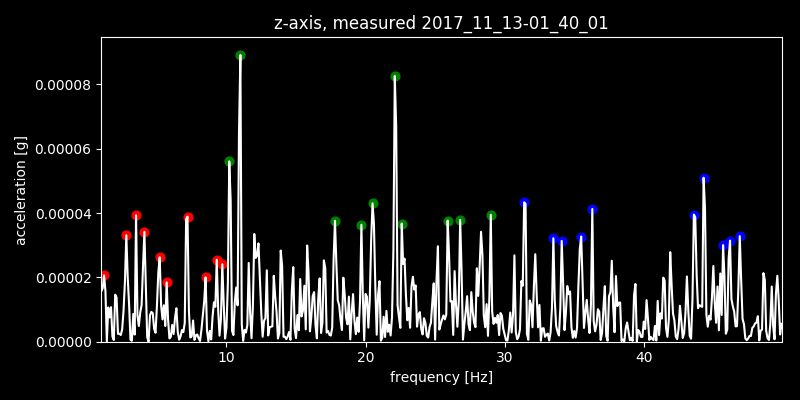 z-axis, measured 2017_11_13-01_40_01
acceleration [g]
0.00008
0.00006
0.00004
0.00002
0.00000
10 20 30 40
frequency [Hz]